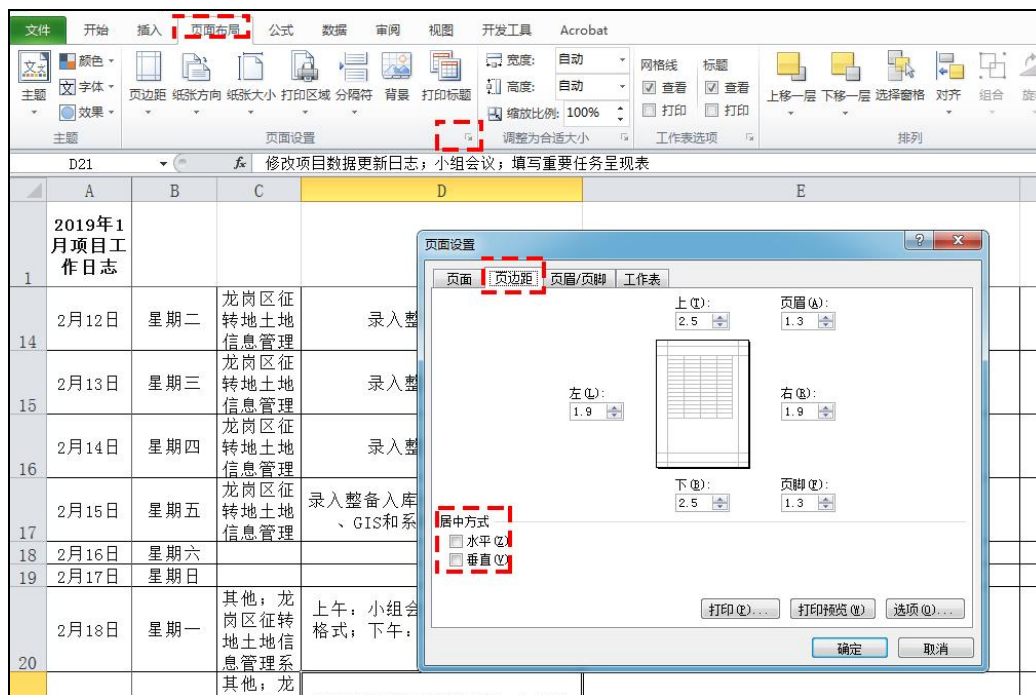 文件 开始 插入 页面布局 公式 数据 审阅 视图 开发工具 Acrobat
颜色 宽度: 自动 网格线 标题
主题 字体 页边距 纸张方向 纸张大小 打印区域 分隔符 背景 打印标题 高度: 自动 查看 查看 上移一层 下移一层 选择窗格 对齐 组合
效果 缩放比例: 100% 打印 打印
主题 页面设置 调整为合适大小 工作表选项 排列
D21 fx 修改项目数据更新日志；小组会议；填写重要任务呈现表
A B C D E
1 2019年1
月项目工
作日志
14 2月12日 星期二 龙岗区征
转地土地
信息管理
录入整
15 2月13日 星期三 龙岗区征
转地土地
信息管理
录入整
16 2月14日 星期四 龙岗区征
转地土地
信息管理
录入整
17 2月15日 星期五 龙岗区征
转地土地
信息管理
录入整备入库
、GIS和系
18 2月16日 星期六
19 2月17日 星期日
20 2月18日 星期一 其他；龙
岗区征转
地土地信
息管理系
上午：小组会
格式；下午：
其他；龙
页面设置
页面 页边距 页眉/页脚 工作表
上(T): 页眉(A):
2.5 1.3
左(L): 右(R):
1.9 1.9
下(B): 页脚(F):
2.5 1.3
居中方式
水平(Z)
垂直(V)
打印(P)... 打印预览(W) 选项(O)...
确定 取消